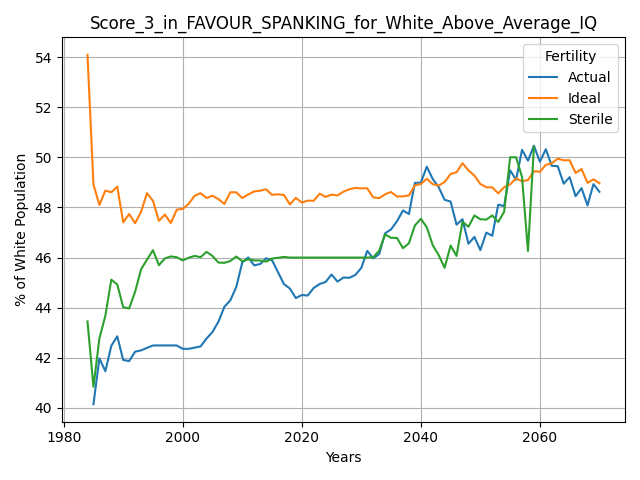 Score_3_in_FAVOUR_SPANKING_for_White_Above_Average_IQ
Fertility
Actual
Ideal
Sterile
% of White Population
54
52
50
48
46
44
42
40
1980
2000
2020
2040
2060
Years